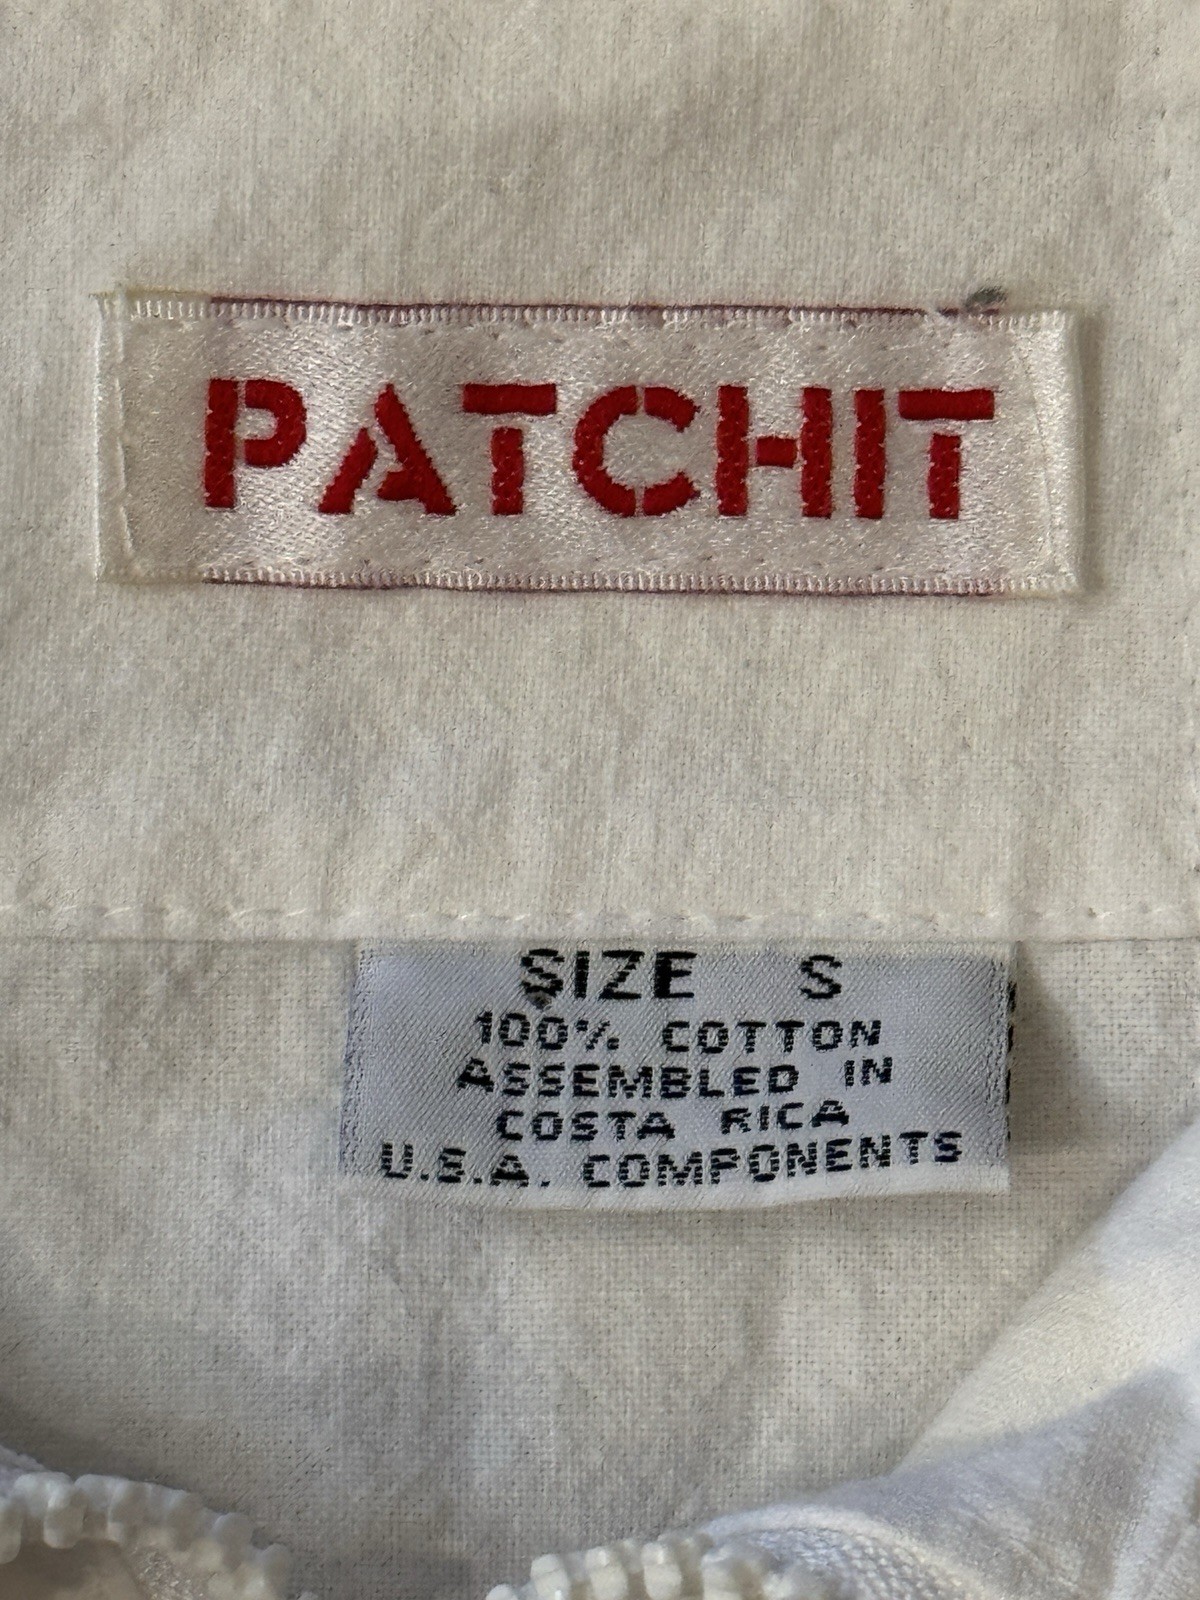 PATCHIT
SIZE S
100% COTTON
ASSEMBLED IN
COSTA RICA
U.S.A. COMPONENTS